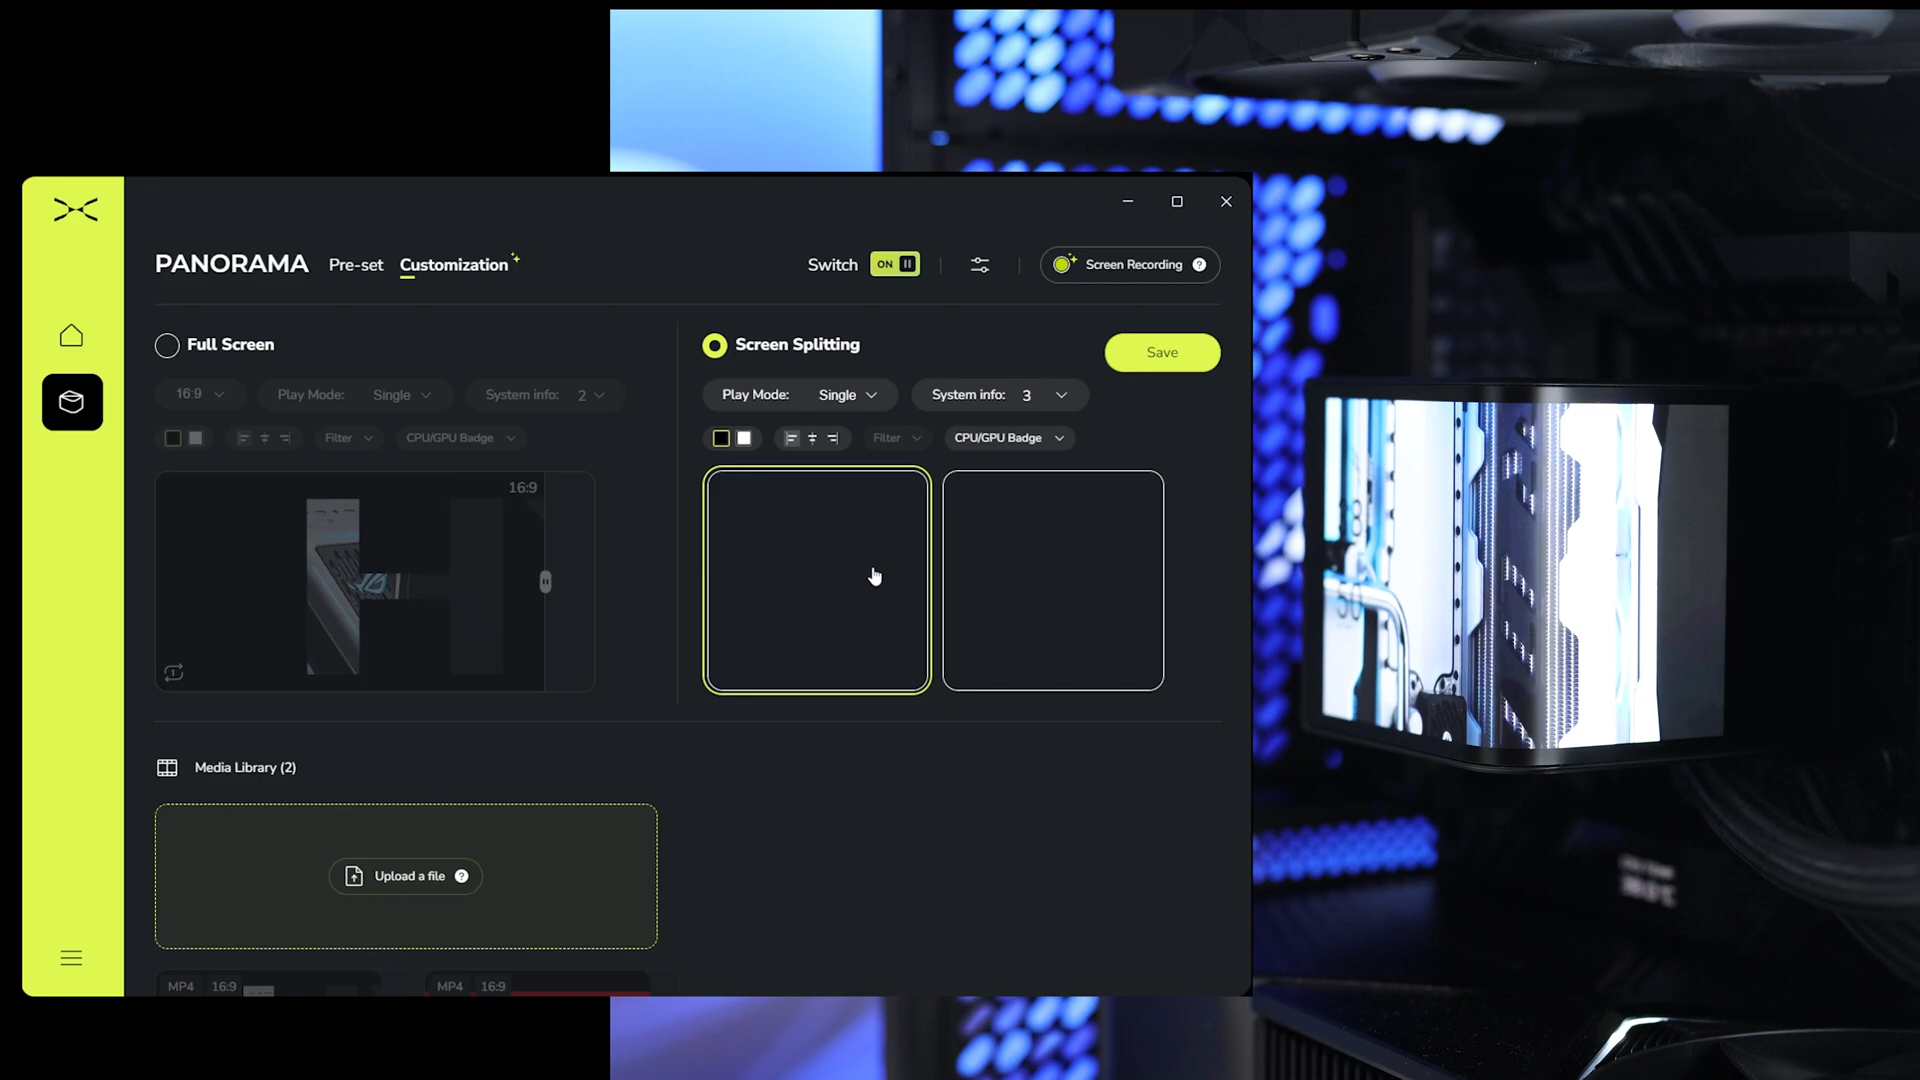 PANORAMA Pre-set Customization
Switch ON Screen Recording ?
Full Screen
16:9 Play Mode: Single System info: 2
Filter CPU/GPU Badge
16:9
Screen Splitting Save
Play Mode: Single System info: 3
Filter CPU/GPU Badge
Media Library (2)
Upload a file ?
MP4 16:9
MP4 16:9